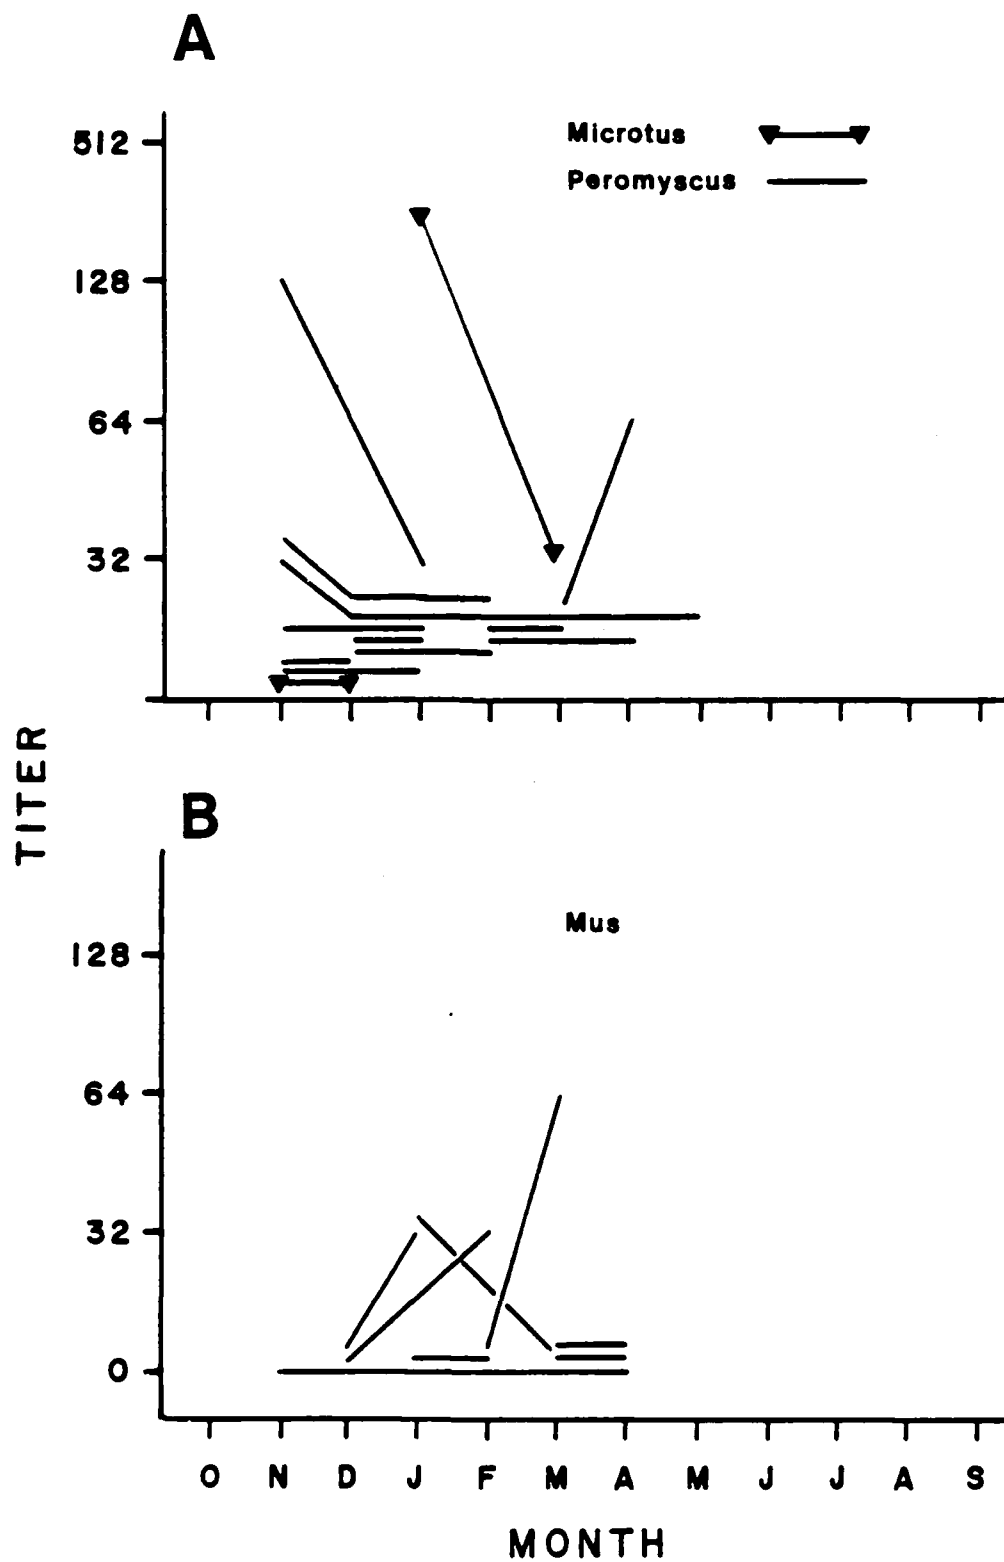 A
512
Microtus
Peromyscus
128
64
32
TITER
B
Mus
128
64
32
0
O N D J F M A M J J A S
MONTH